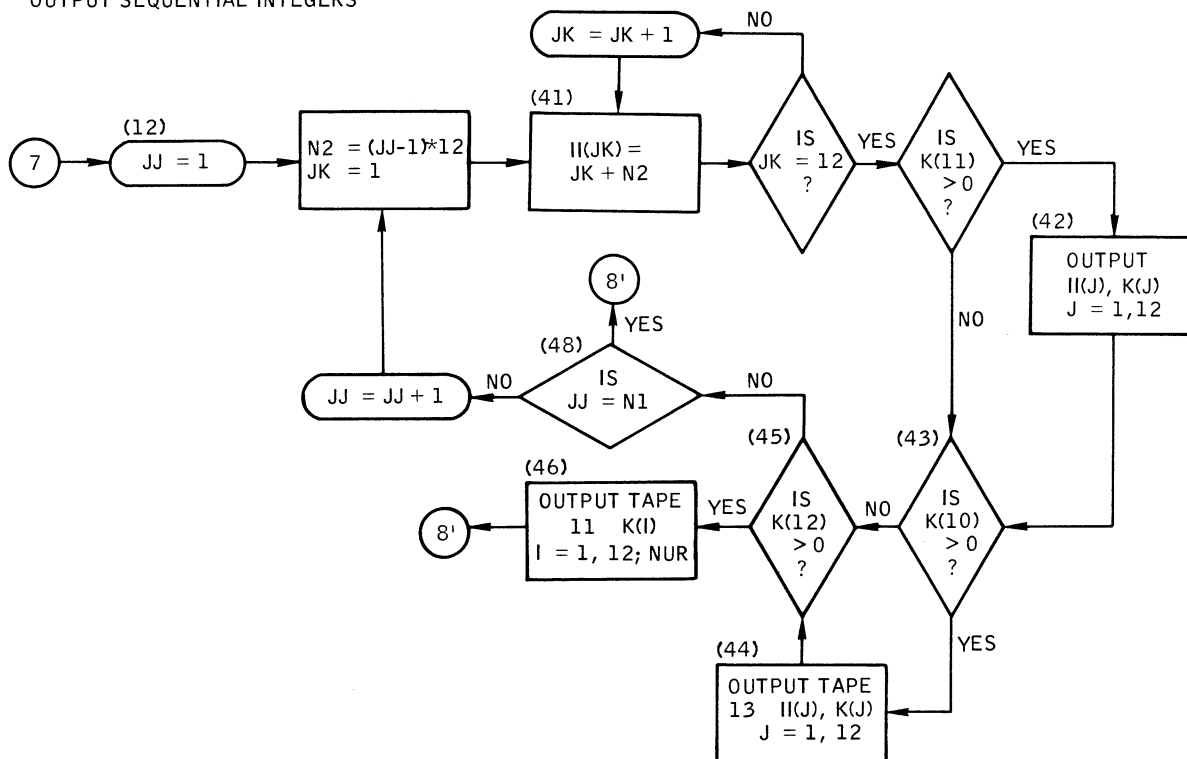 OUTPUT SEQUENTIAL INTEGERS
JK = JK + 1
NO
(41)
(12)
7
JJ = 1
N2 = (JJ-1)*12
JK = 1
II(JK) =
JK + N2
IS
JK = 12
?
YES
IS
K(11)
>0
?
YES
(42)
OUTPUT
II(J), K(J)
J = 1,12
NO
8'
YES
(48)
IS
JJ = N1
NO
JJ = JJ + 1
NO
(45)
(43)
(46)
OUTPUT TAPE
11 K(I)
I = 1, 12; NUR
8'
YES
IS
K(12)
>0
?
NO
IS
K(10)
>0
?
YES
(44)
OUTPUT TAPE
13 II(J), K(J)
J = 1, 12